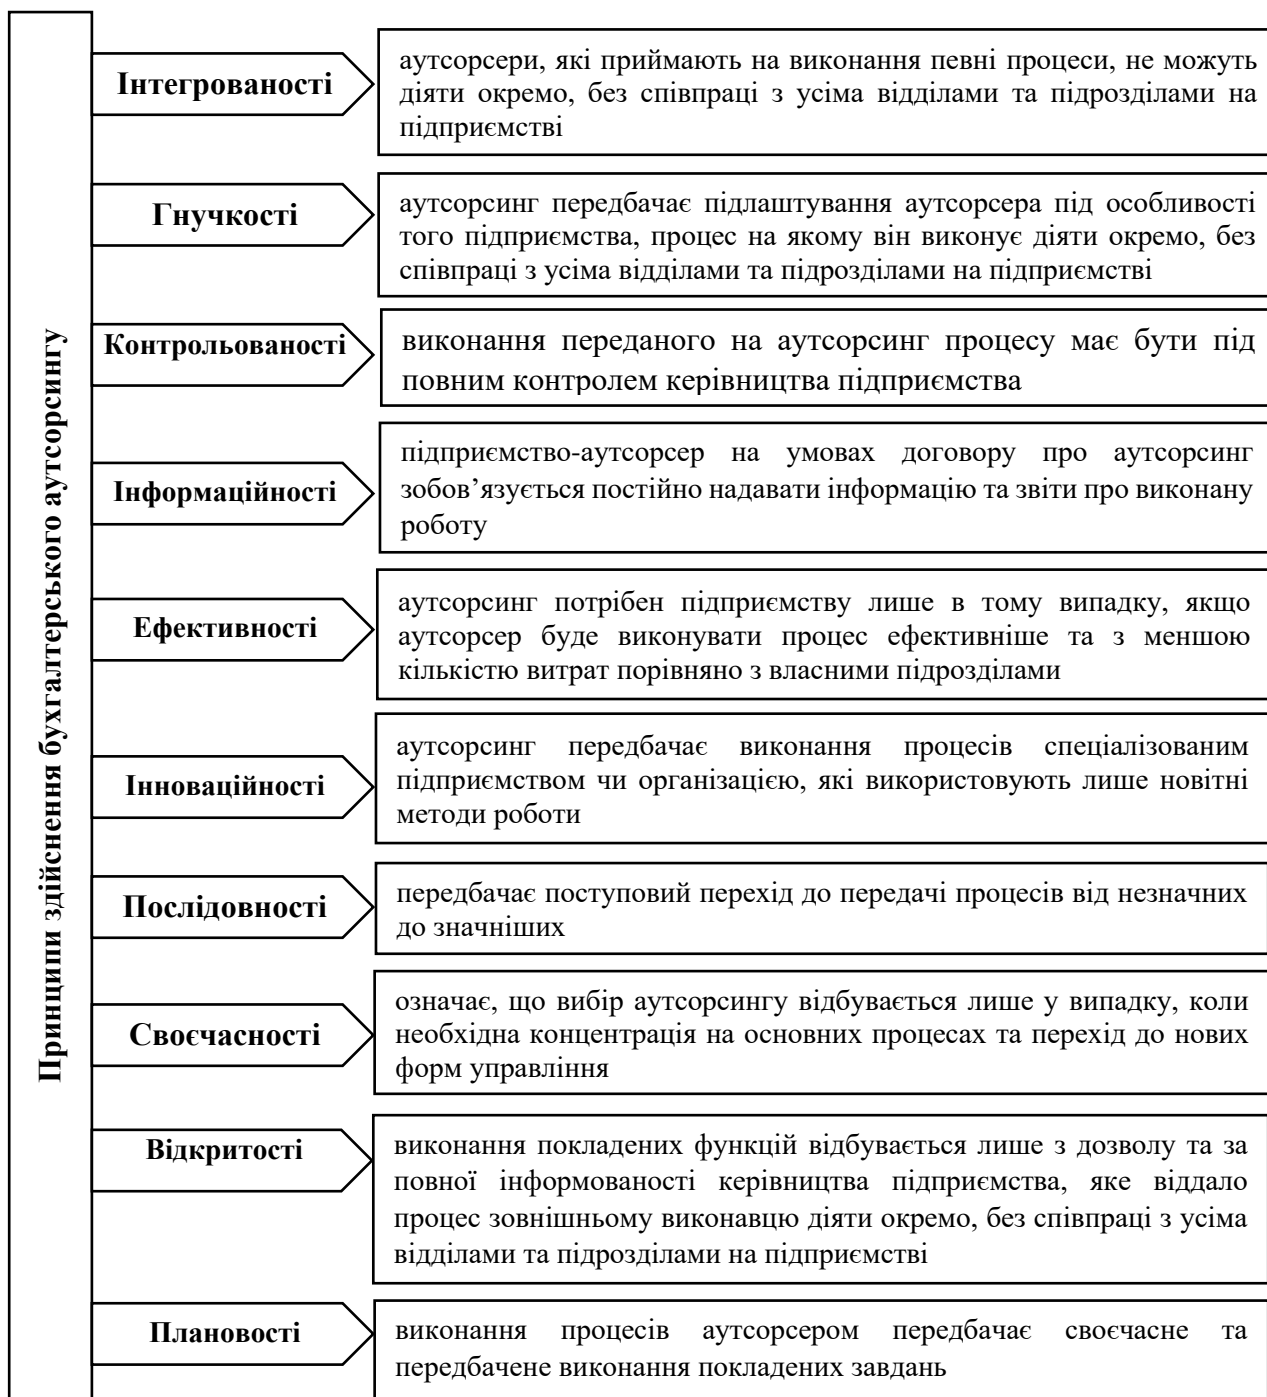 Принципи здійснення бухгалтерського аутсорсингу
Інтегрованості
аутсорсери, які приймають на виконання певні процеси, не можуть
діяти окремо, без співпраці з усіма відділами та підрозділами на
підприємстві
Гнучкості
аутсорсинг передбачає підлаштування аутсорсера під особливості
того підприємства, процес на якому він виконує діяти окремо, без
співпраці з усіма відділами та підрозділами на підприємстві
Контрольованості
виконання переданого на аутсорсинг процесу має бути під
повним контролем керівництва підприємства
Інформаційності
підприємство-аутсорсер на умовах договору про аутсорсинг
зобов’язується постійно надавати інформацію та звіти про виконану
роботу
Ефективності
аутсорсинг потрібен підприємству лише в тому випадку, якщо
аутсорсер буде виконувати процес ефективніше та з меншою
кількістю витрат порівняно з власними підрозділами
Інноваційності
аутсорсинг передбачає виконання процесів спеціалізованим
підприємством чи організацією, які використовують лише новітні
методи роботи
Послідовності
передбачає поступовий перехід до передачі процесів від незначних
до значніших
Своєчасності
означає, що вибір аутсорсингу відбувається лише у випадку, коли
необхідна концентрація на основних процесах та перехід до нових
форм управління
Відкритості
виконання покладених функцій відбувається лише з дозволу та за
повної інформованості керівництва підприємства, яке віддало
процес зовнішньому виконавцю діяти окремо, без співпраці з усіма
відділами та підрозділами на підприємстві
Плановості
виконання процесів аутсорсером передбачає своєчасне та
передбачене виконання покладених завдань